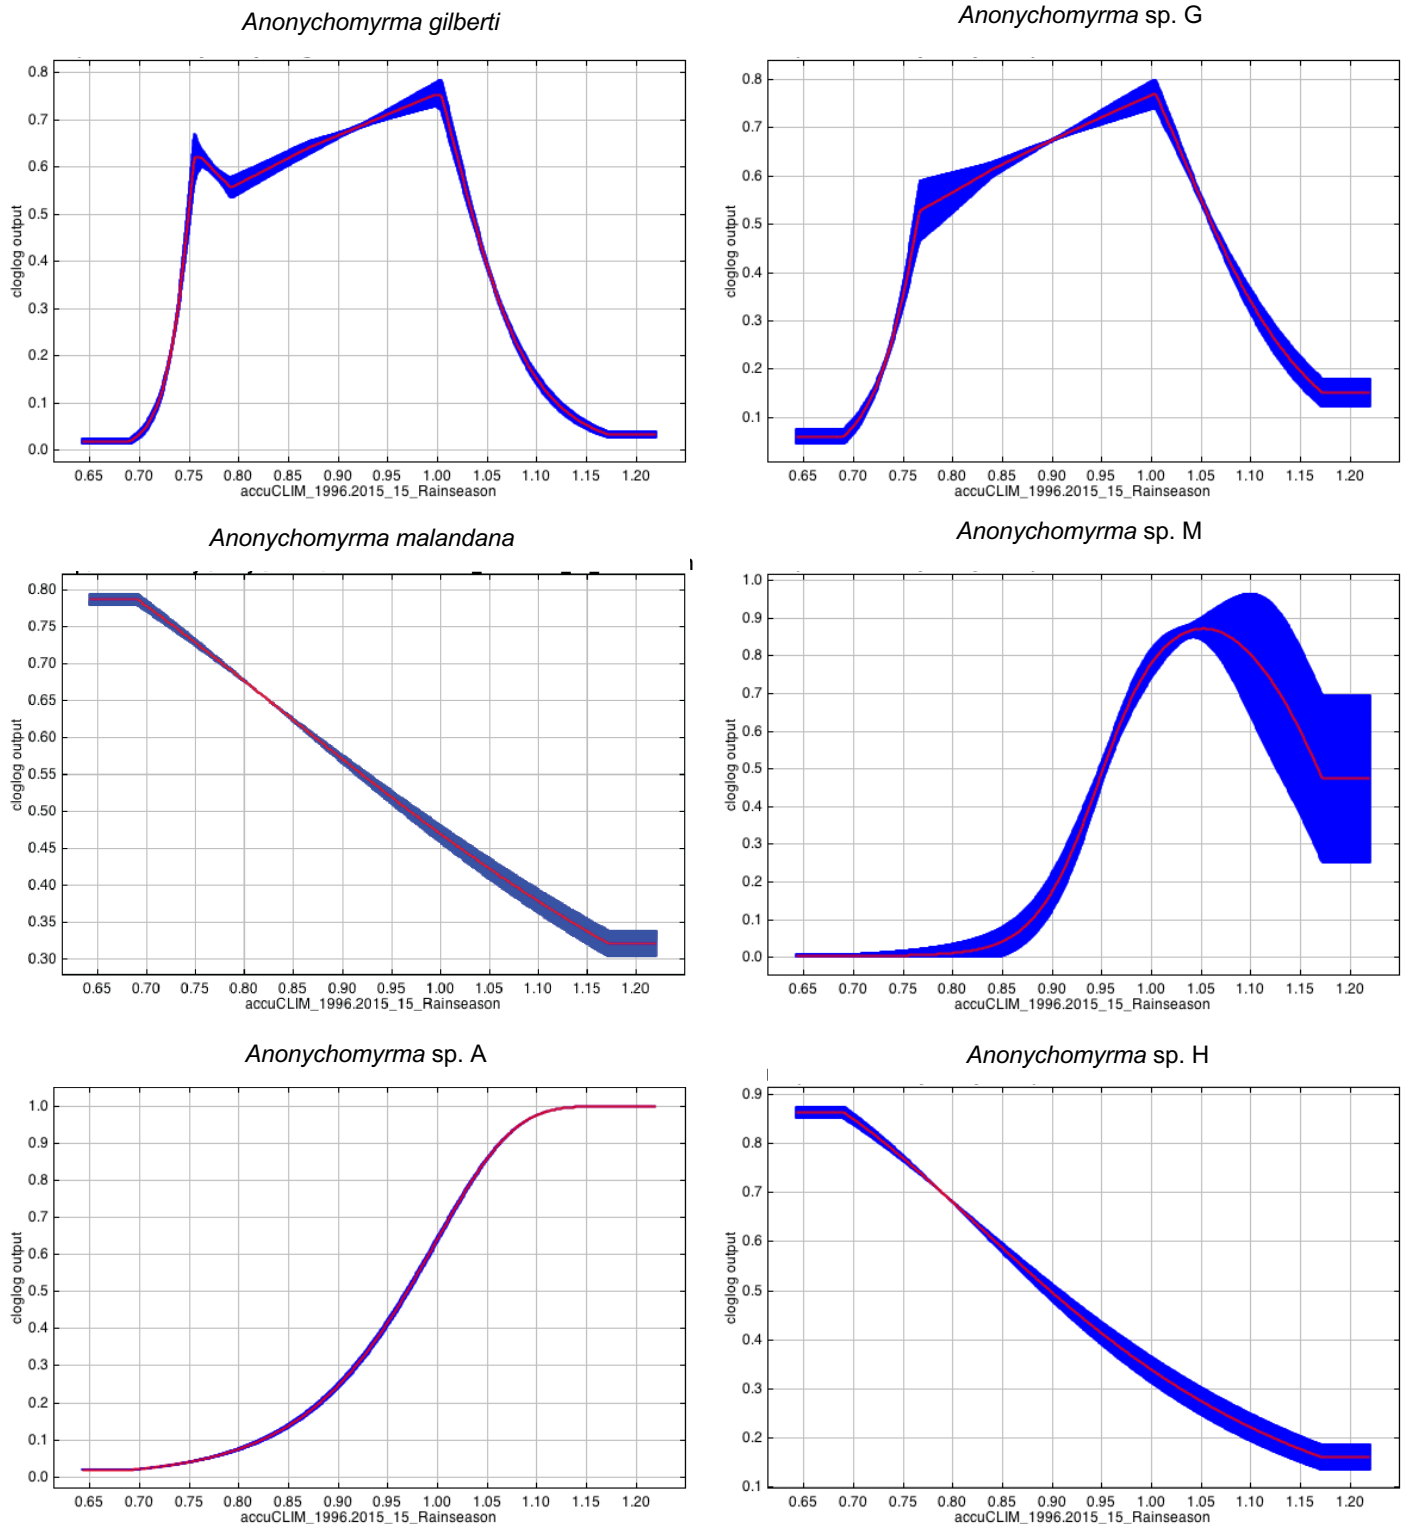 Anonychomyrma gilberti
0.8
0.7
0.6
0.5
0.4
0.3
0.2
0.1
0.0
cloglog output
0.65 0.70 0.75 0.80 0.85 0.90 0.95 1.00 1.05 1.10 1.15 1.20
accuCLIM_1996.2015_15_Rainseason
Anonychomyrma sp. G
0.8
0.7
0.6
0.5
0.4
0.3
0.2
0.1
cloglog output
0.65 0.70 0.75 0.80 0.85 0.90 0.95 1.00 1.05 1.10 1.15 1.20
accuCLIM_1996.2015_15_Rainseason
Anonychomyrma malandana
0.80
0.75
0.70
0.65
0.60
0.55
0.50
0.45
0.40
0.35
0.30
cloglog output
0.65 0.70 0.75 0.80 0.85 0.90 0.95 1.00 1.05 1.10 1.15 1.20
accuCLIM_1996.2015_15_Rainseason
Anonychomyrma sp. M
1.0
0.9
0.8
0.7
0.6
0.5
0.4
0.3
0.2
0.1
0.0
cloglog output
0.65 0.70 0.75 0.80 0.85 0.90 0.95 1.00 1.05 1.10 1.15 1.20
accuCLIM_1996.2015_15_Rainseason
Anonychomyrma sp. A
1.0
0.9
0.8
0.7
0.6
0.5
0.4
0.3
0.2
0.1
0.0
cloglog output
0.65 0.70 0.75 0.80 0.85 0.90 0.95 1.00 1.05 1.10 1.15 1.20
accuCLIM_1996.2015_15_Rainseason
Anonychomyrma sp. H
0.9
0.8
0.7
0.6
0.5
0.4
0.3
0.2
0.1
cloglog output
0.65 0.70 0.75 0.80 0.85 0.90 0.95 1.00 1.05 1.10 1.15 1.20
accuCLIM_1996.2015_15_Rainseason